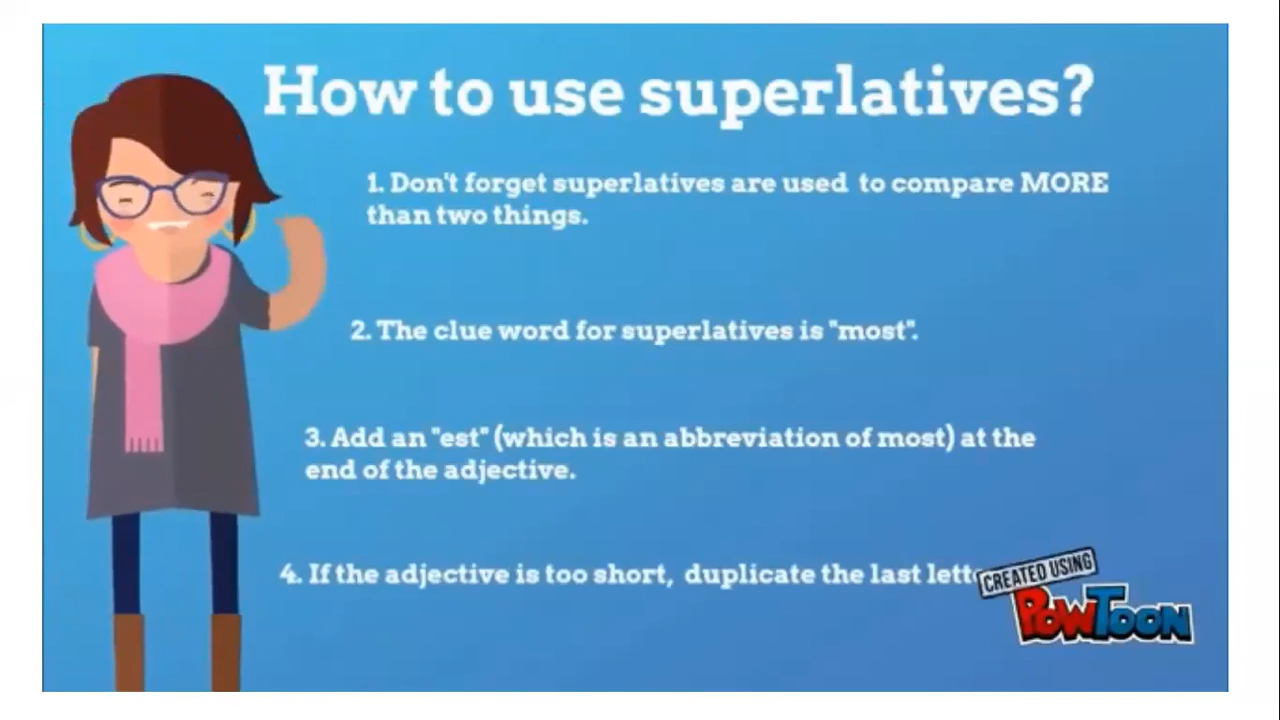 How to use superlatives?
1. Don't forget superlatives are used to compare MORE
than two things.
2. The clue word for superlatives is "most".
3. Add an "est" (which is an abbreviation of most) at the
end of the adjective.
4. If the adjective is too short, duplicate the last
CREATED USING
POWTOON